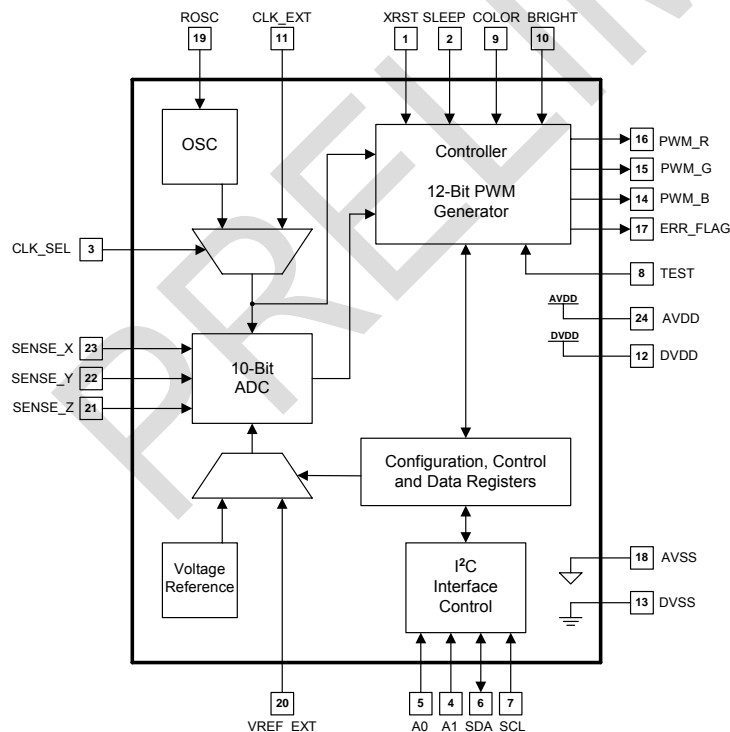 ROSC CLK_EXT XRST SLEEP COLOR BRIGHT
19 11 1 2 9 10
OSC
Controller
12-Bit PWM
Generator
16 PWM_R
15 PWM_G
14 PWM_B
17 ERR_FLAG
CLK_SEL 3
8 TEST
AVDD
24 AVDD
DVDD
12 DVDD
SENSE_X 23
SENSE_Y 22
SENSE_Z 21
10-Bit
ADC
Configuration, Control
and Data Registers
Voltage
Reference
I²C
Interface
Control
18 AVSS
13 DVSS
20 5 4 6 7
VREF_EXT A0 A1 SDA SCL
PRELIM